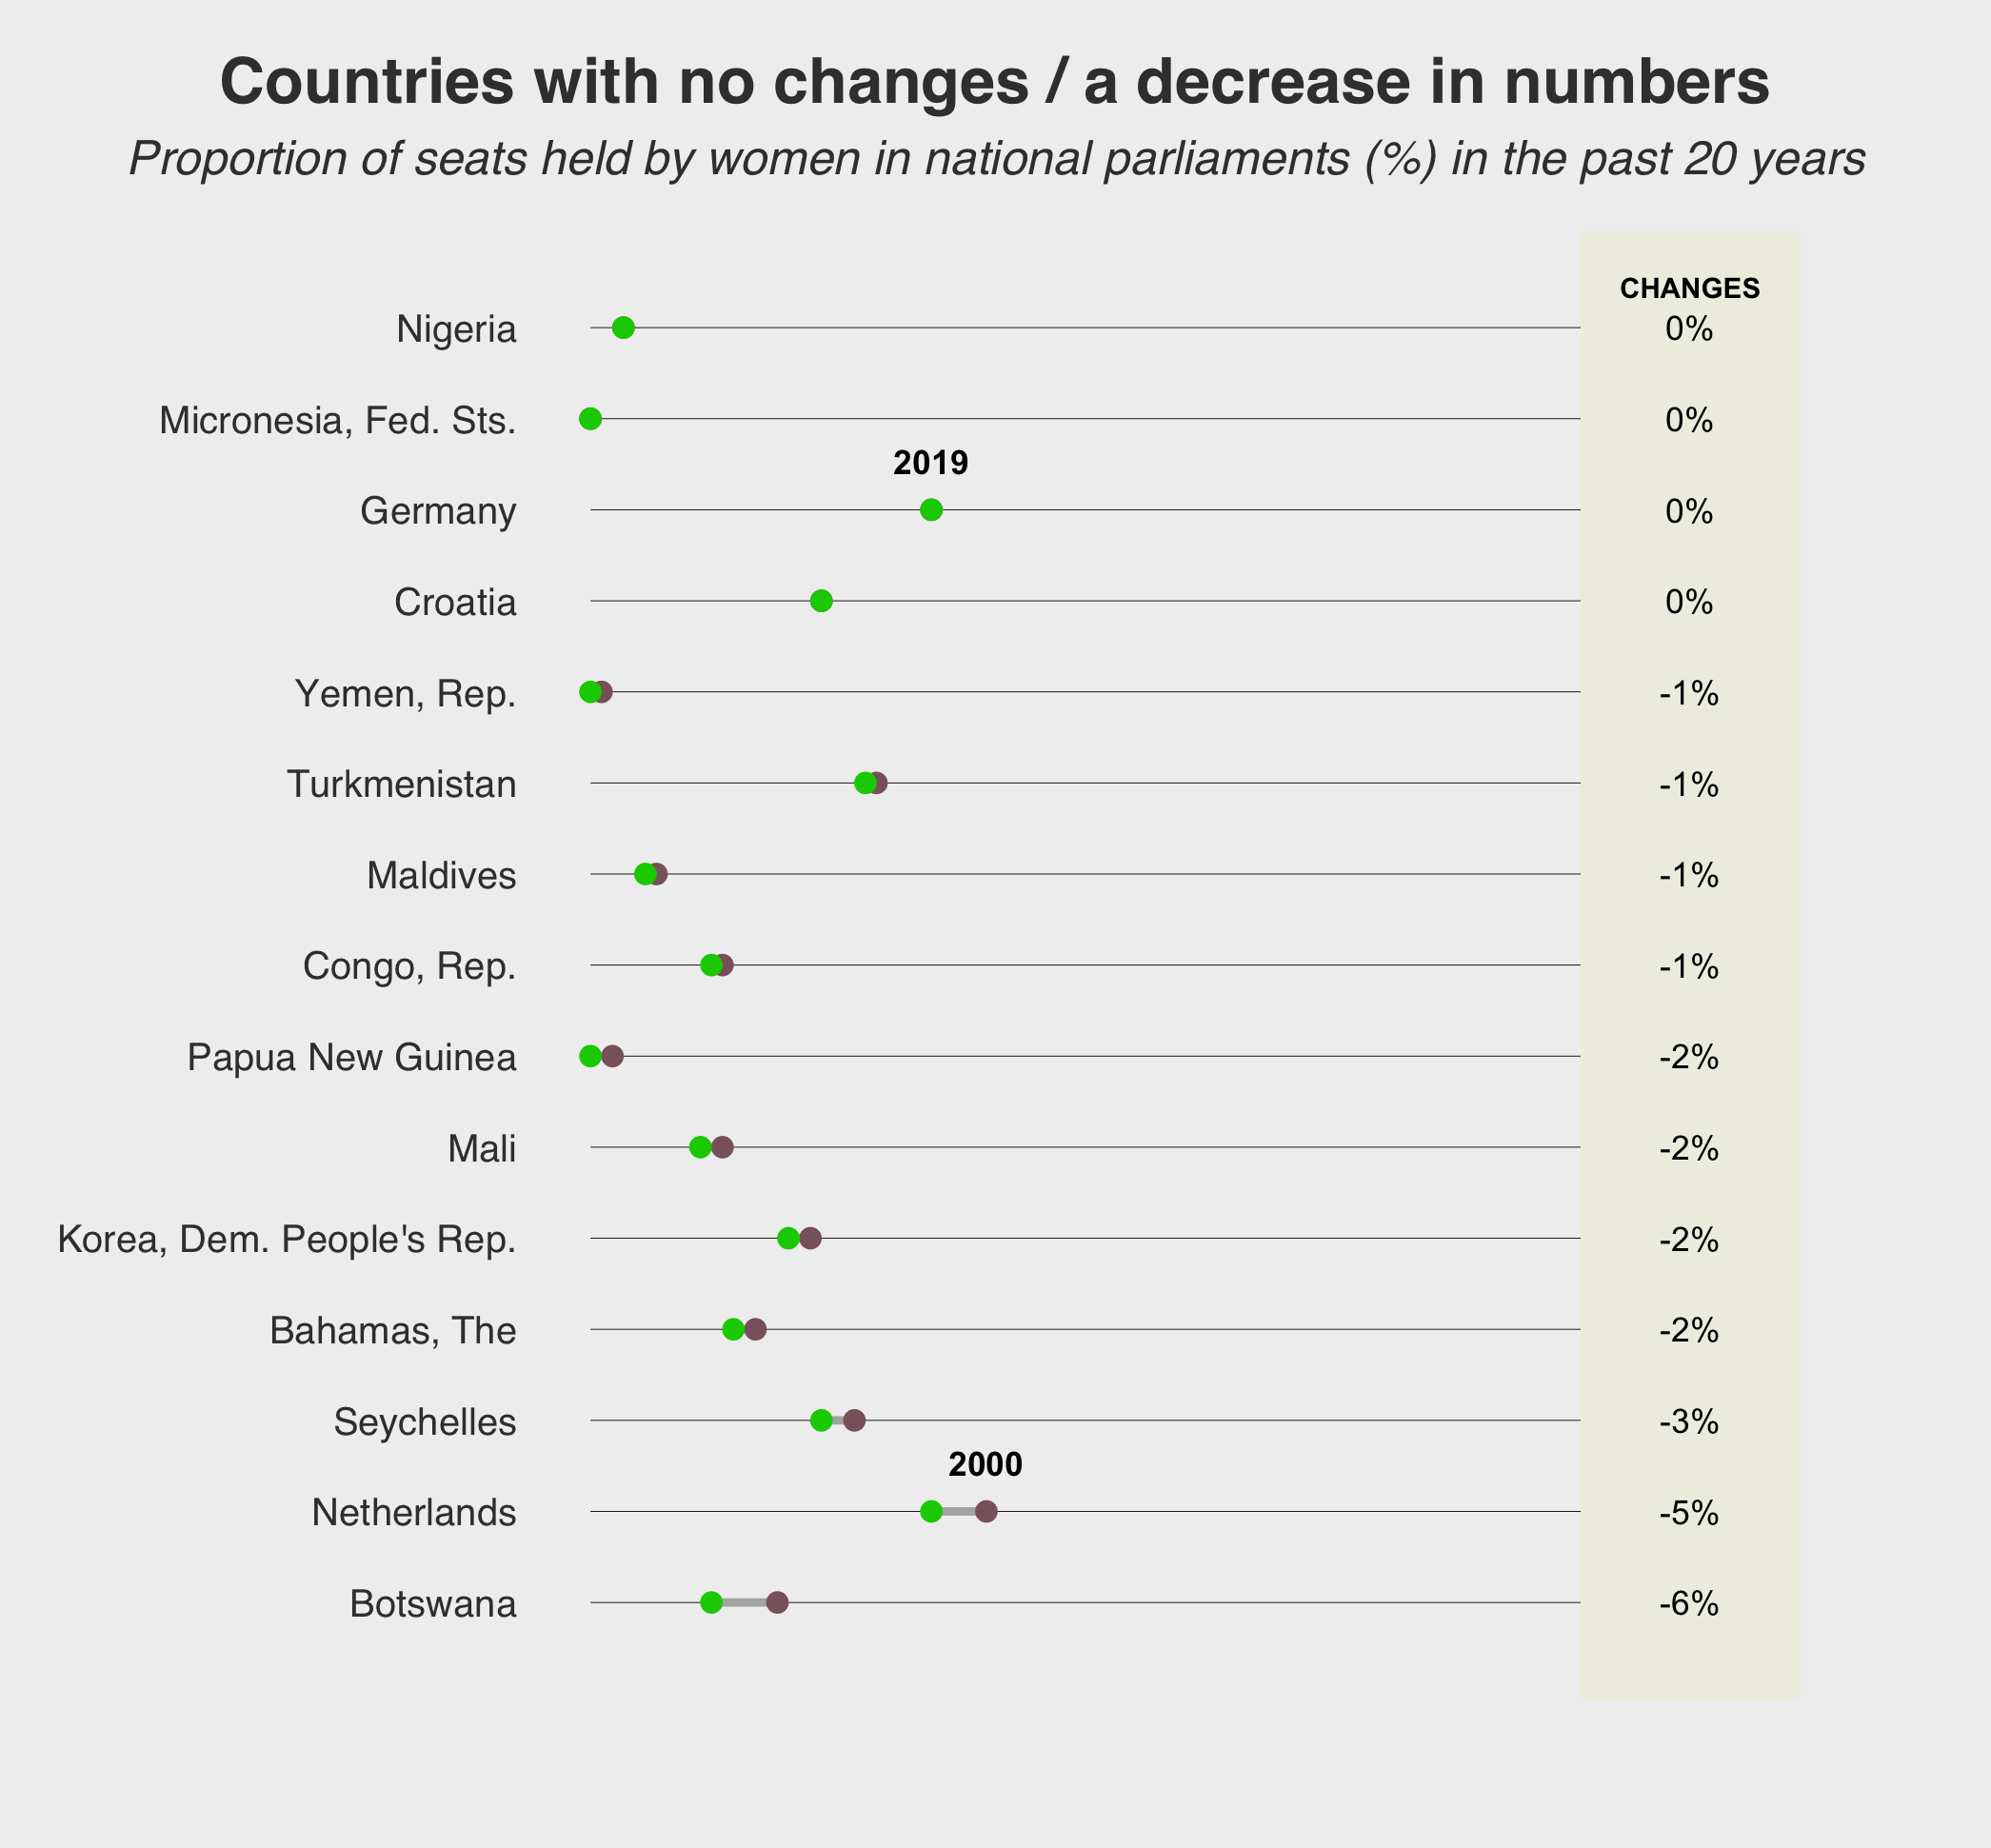 Countries with no changes / a decrease in numbers
Proportion of seats held by women in national parliaments (%) in the past 20 years
CHANGES
Nigeria 0%
Micronesia, Fed. Sts. 0%
2019
Germany 0%
Croatia 0%
Yemen, Rep. -1%
Turkmenistan -1%
Maldives -1%
Congo, Rep. -1%
Papua New Guinea -2%
Mali -2%
Korea, Dem. People's Rep. -2%
Bahamas, The -2%
Seychelles -3%
2000
Netherlands -5%
Botswana -6%